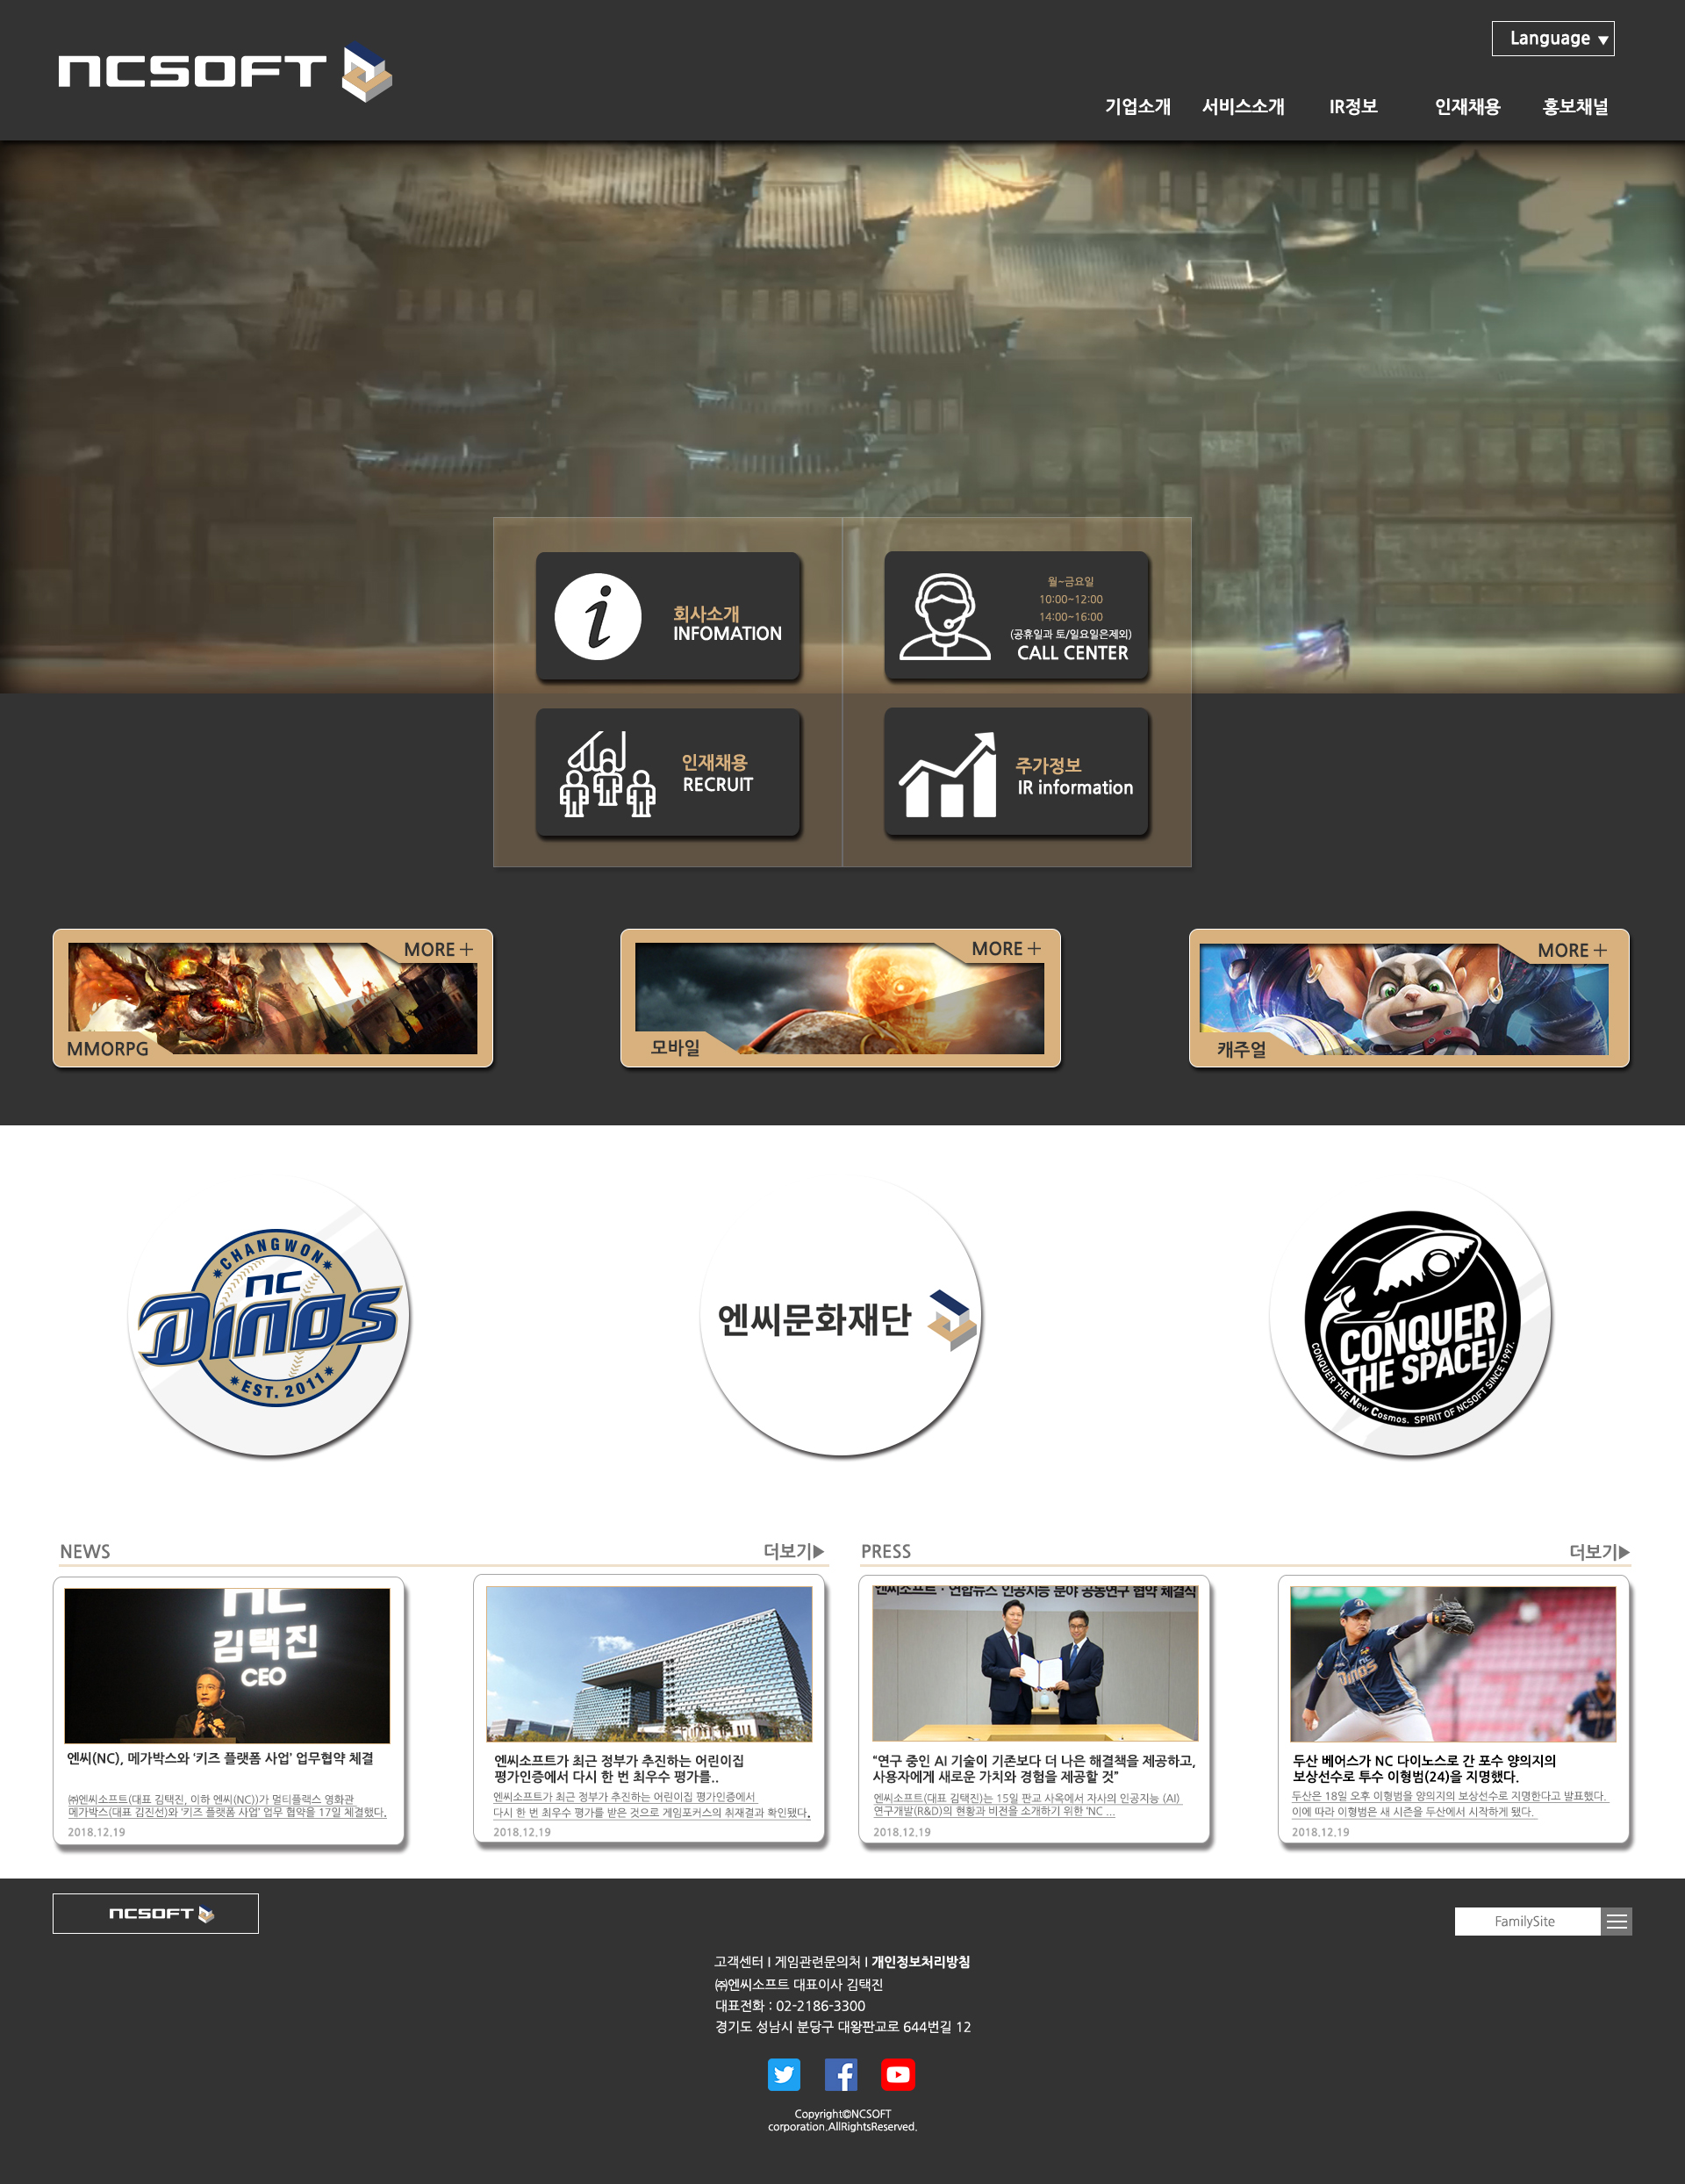 NCSOFT
Language
기업소개
서비스소개
IR정보
인재채용
홍보채널
회사소개
INFOMATION
월~금요일
10:00~12:00
14:00~16:00
(공휴일과 토/일요일은제외)
CALL CENTER
인재채용
RECRUIT
주가정보
IR information
MORE +
MMORPG
MORE +
모바일
MORE +
캐주얼
CHANGWON
NC
DINOS
EST. 2011
엔씨문화재단
CONQUER
THE SPACE!
CONQUER THE New Cosmos. SPIRIT OF NCSOFT SINCE 1997.
NEWS
더보기▶
PRESS
더보기▶
NC
김택진
CEO
엔씨(NC), 메가박스와 '키즈 플랫폼 사업' 업무협약 체결
㈜엔씨소프트(대표 김택진, 이하 엔씨(NC))가 멀티플랙스 영화관
메가박스(대표 김진선)와 '키즈 플랫폼 사업' 업무 협약을 17일 체결했다.
2018.12.19
NCSOFT
엔씨소프트가 최근 정부가 추진하는 어린이집
평가인증에서 다시 한 번 최우수 평가를..
엔씨소프트가 최근 정부가 추진하는 어린이집 평가인증에서
다시 한 번 최우수 평가를 받은 것으로 게임포커스의 취재결과 확인됐다.
2018.12.19
엔씨소프트 · 연합뉴스 인공지능 분야 공동연구 협약 체결식
"연구 중인 AI 기술이 기존보다 더 나은 해결책을 제공하고,
사용자에게 새로운 가치와 경험을 제공할 것"
엔씨소프트(대표 김택진)는 15일 판교 사옥에서 자사의 인공지능 (AI)
연구개발(R&D)의 현황과 비전을 소개하기 위한 'NC ...
2018.12.19
NC
DINOS
두산 베어스가 NC 다이노스로 간 포수 양의지의
보상선수로 투수 이형범(24)을 지명했다.
두산은 18일 오후 이형범을 양의지의 보상선수로 지명한다고 발표했다.
이에 따라 이형범은 새 시즌을 두산에서 시작하게 됐다.
2018.12.19
NCSOFT
FamilySite
고객센터 I 게임관련문의처 I 개인정보처리방침
㈜엔씨소프트 대표이사 김택진
대표전화 : 02-2186-3300
경기도 성남시 분당구 대왕판교로 644번길 12
Copyright©NCSOFT
corporation.AllRightsReserved.